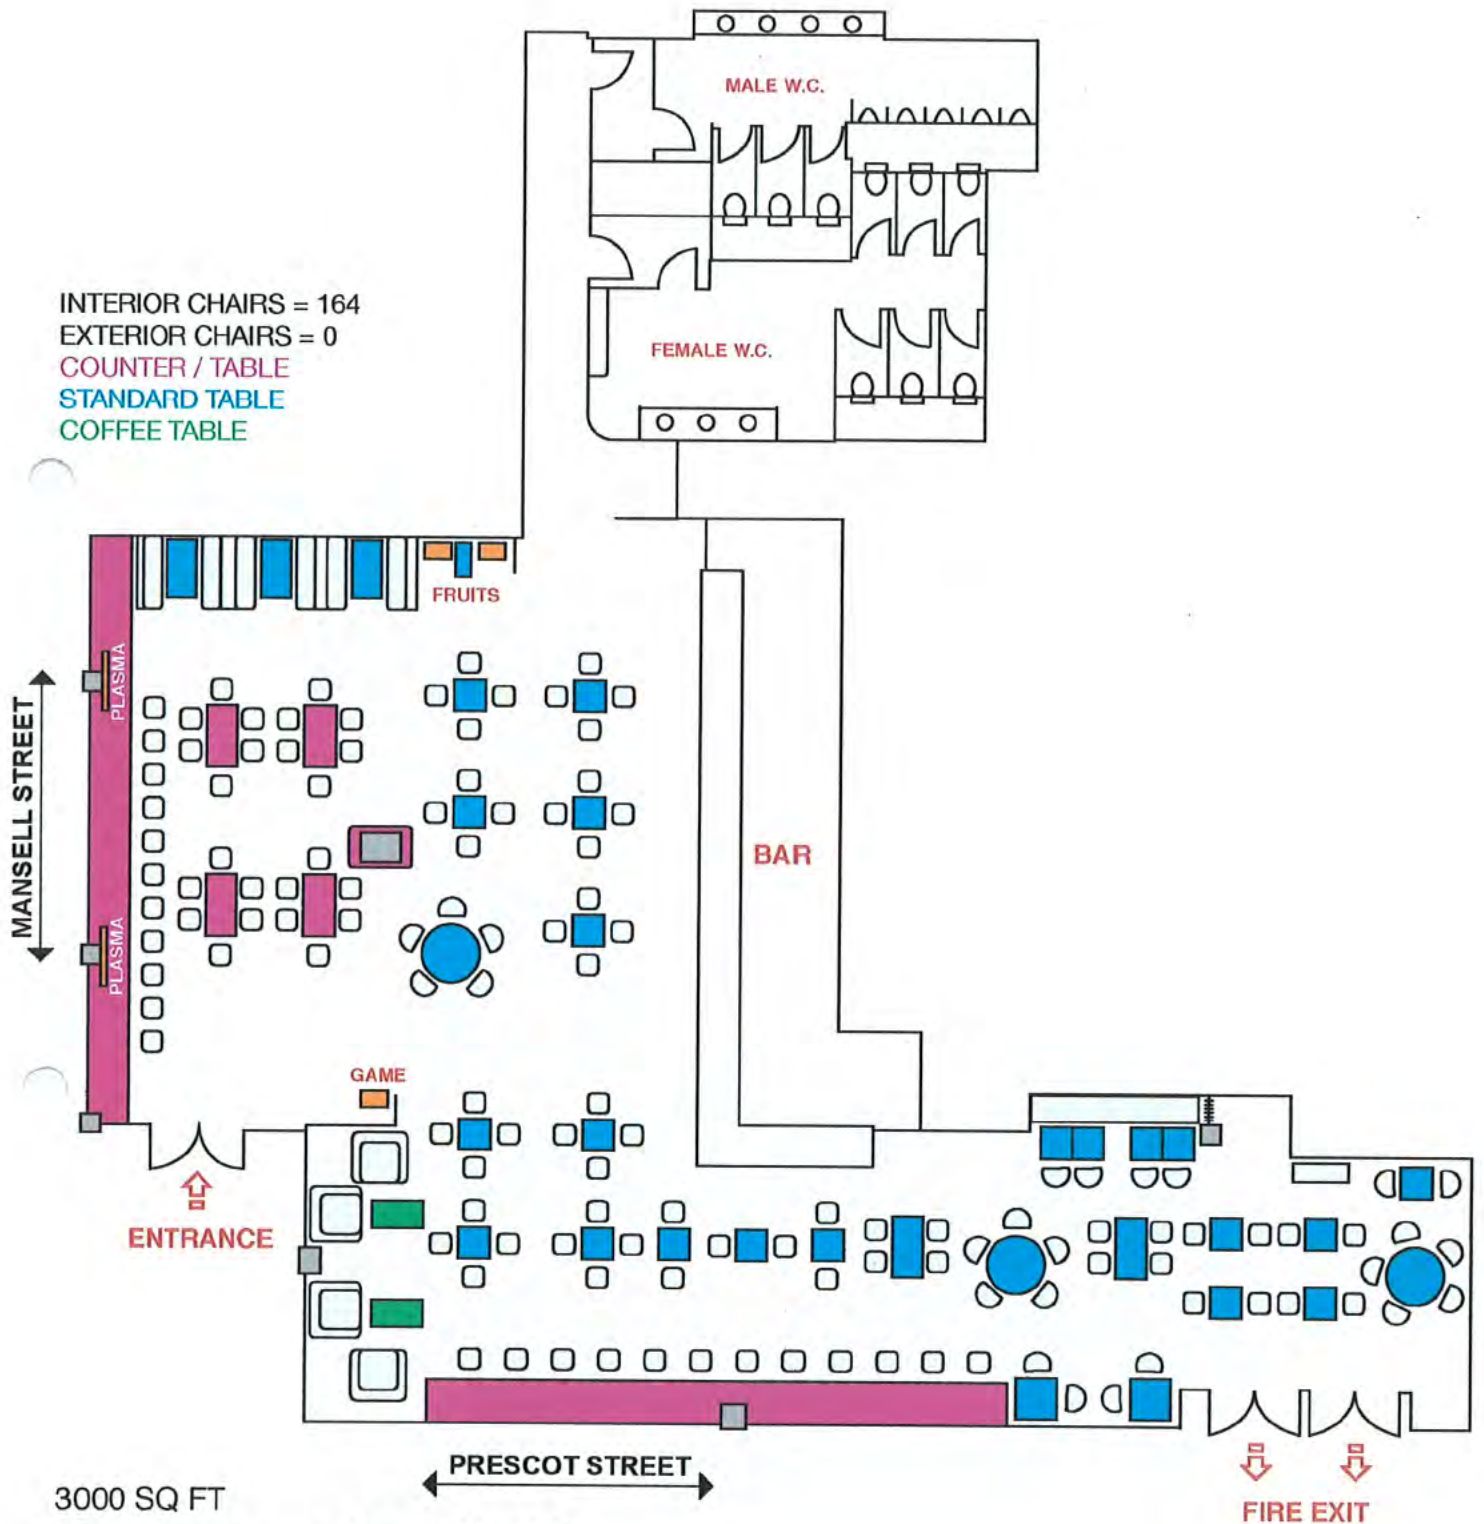 MALE W.C.
INTERIOR CHAIRS = 164
EXTERIOR CHAIRS = 0
COUNTER / TABLE
STANDARD TABLE
COFFEE TABLE
FEMALE W.C.
FRUITS
PLASMA
MANSELL STREET
BAR
PLASMA
GAME
ENTRANCE
PRESCOT STREET
3000 SQ FT
FIRE EXIT